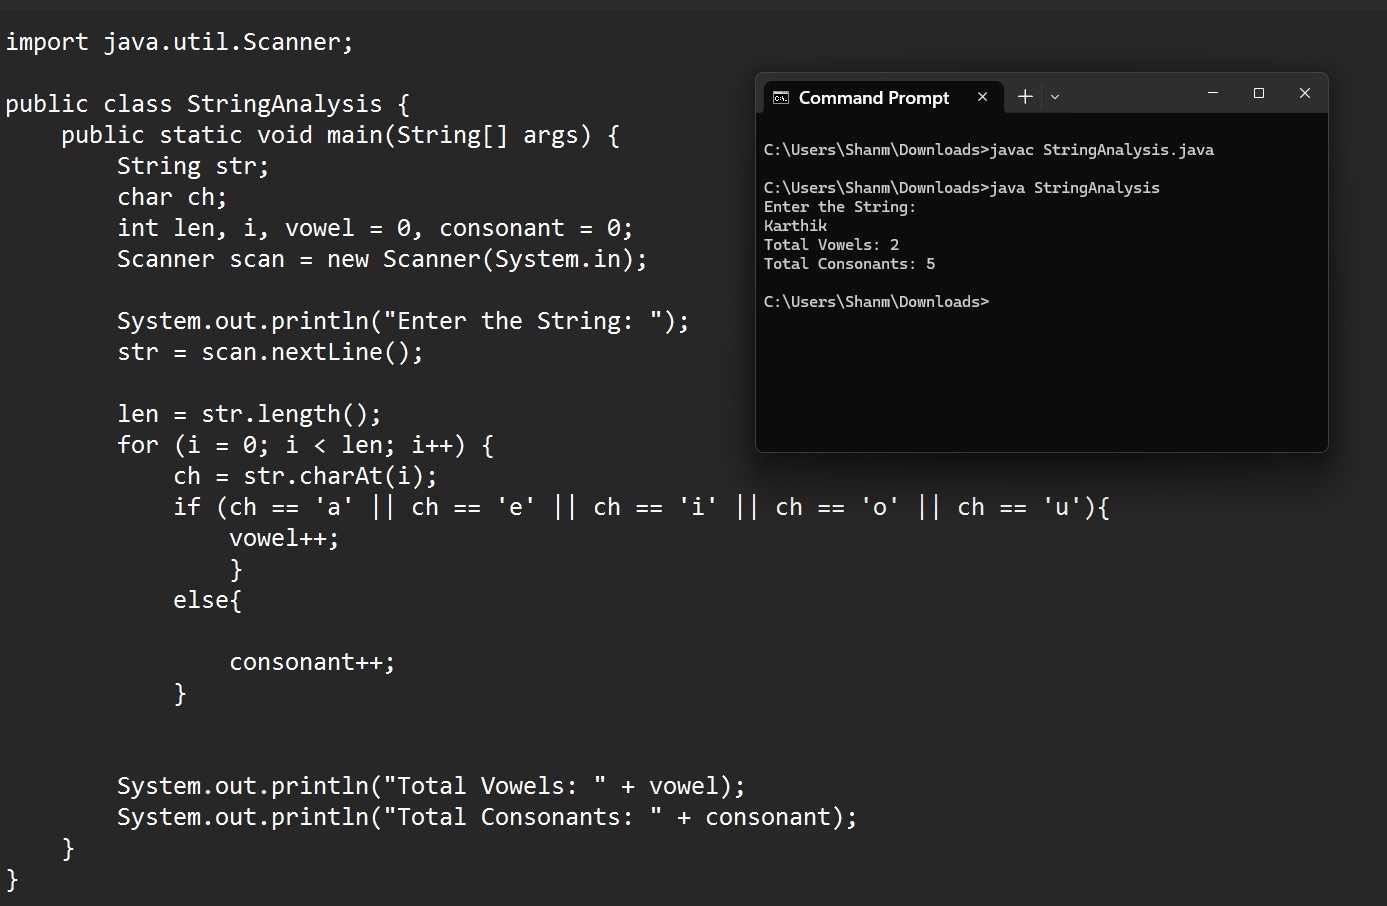 import java.util.Scanner;
public class StringAnalysis {
    public static void main(String[] args) {
        String str;
        char ch;
        int len, i, vowel = 0, consonant = 0;
        Scanner scan = new Scanner(System.in);
        System.out.println("Enter the String: ");
        str = scan.nextLine();
        len = str.length();
        for (i = 0; i < len; i++) {
            ch = str.charAt(i);
            if (ch == 'a' || ch == 'e' || ch == 'i' || ch == 'o' || ch == 'u'){
                vowel++;
                }
            else{
                consonant++;
            }
        System.out.println("Total Vowels: " + vowel);
        System.out.println("Total Consonants: " + consonant);
    }
}
Command Prompt
C:\Users\Shanm\Downloads>javac StringAnalysis.java
C:\Users\Shanm\Downloads>java StringAnalysis
Enter the String:
Karthik
Total Vowels: 2
Total Consonants: 5
C:\Users\Shanm\Downloads>